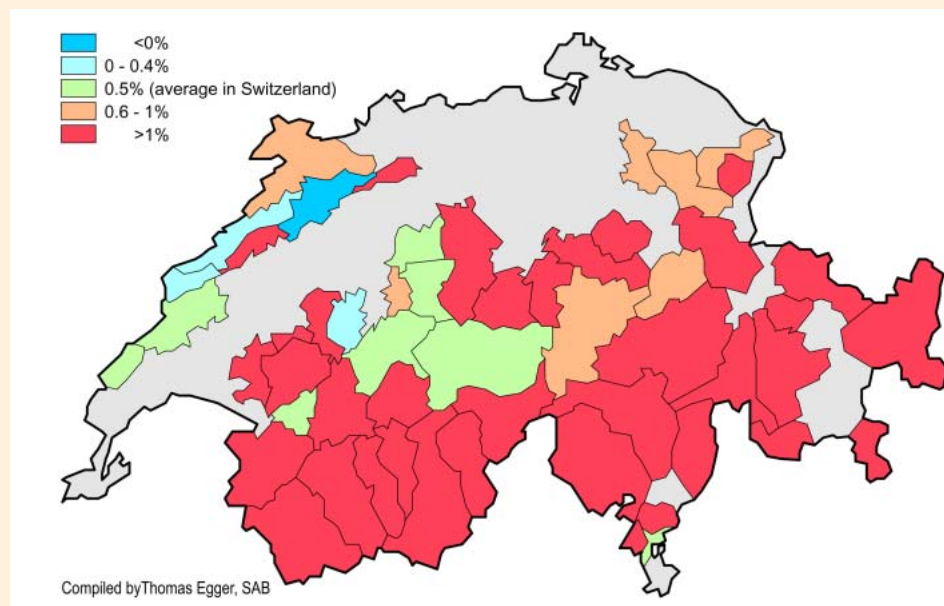 <0%
0 - 0.4%
0.5% (average in Switzerland)
0.6 - 1%
>1%
Compiled byThomas Egger, SAB